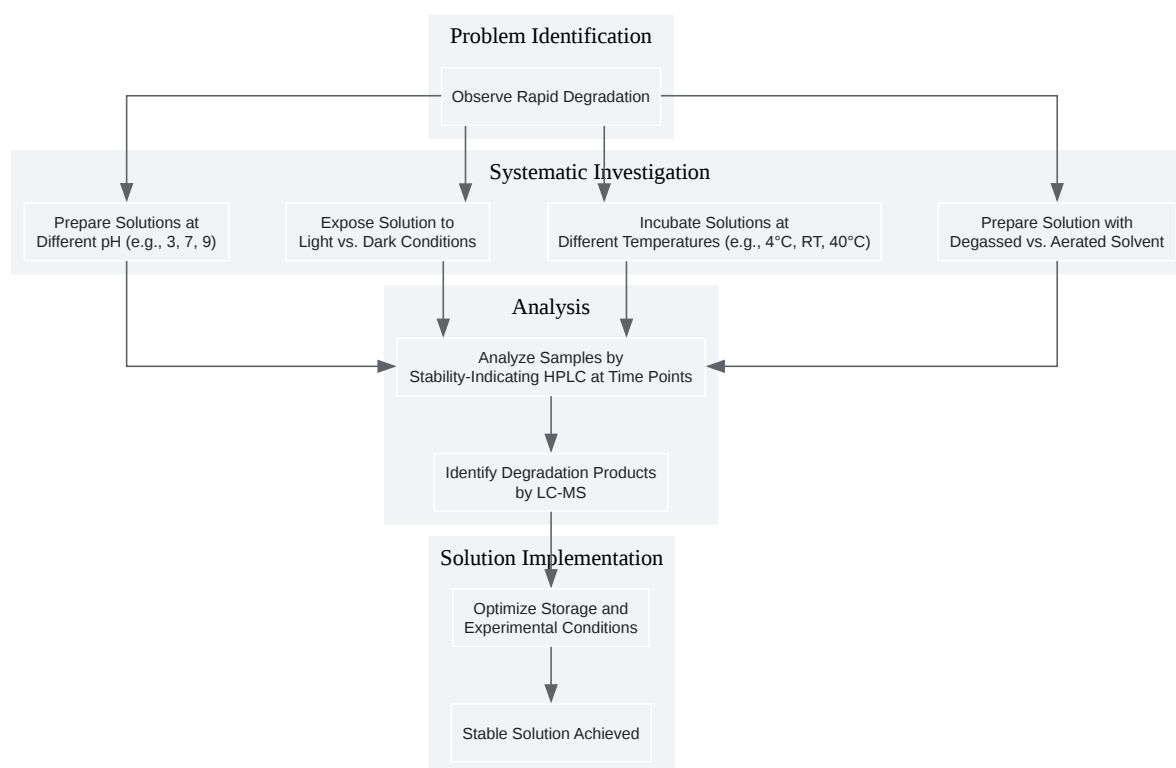 Problem Identification
Observe Rapid Degradation
Systematic Investigation
Prepare Solutions at
Different pH (e.g., 3, 7, 9)
Expose Solution to
Light vs. Dark Conditions
Incubate Solutions at
Different Temperatures (e.g., 4°C, RT, 40°C)
Prepare Solution with
Degassed vs. Aerated Solvent
Analysis
Analyze Samples by
Stability-Indicating HPLC at Time Points
Identify Degradation Products
by LC-MS
Solution Implementation
Optimize Storage and
Experimental Conditions
Stable Solution Achieved